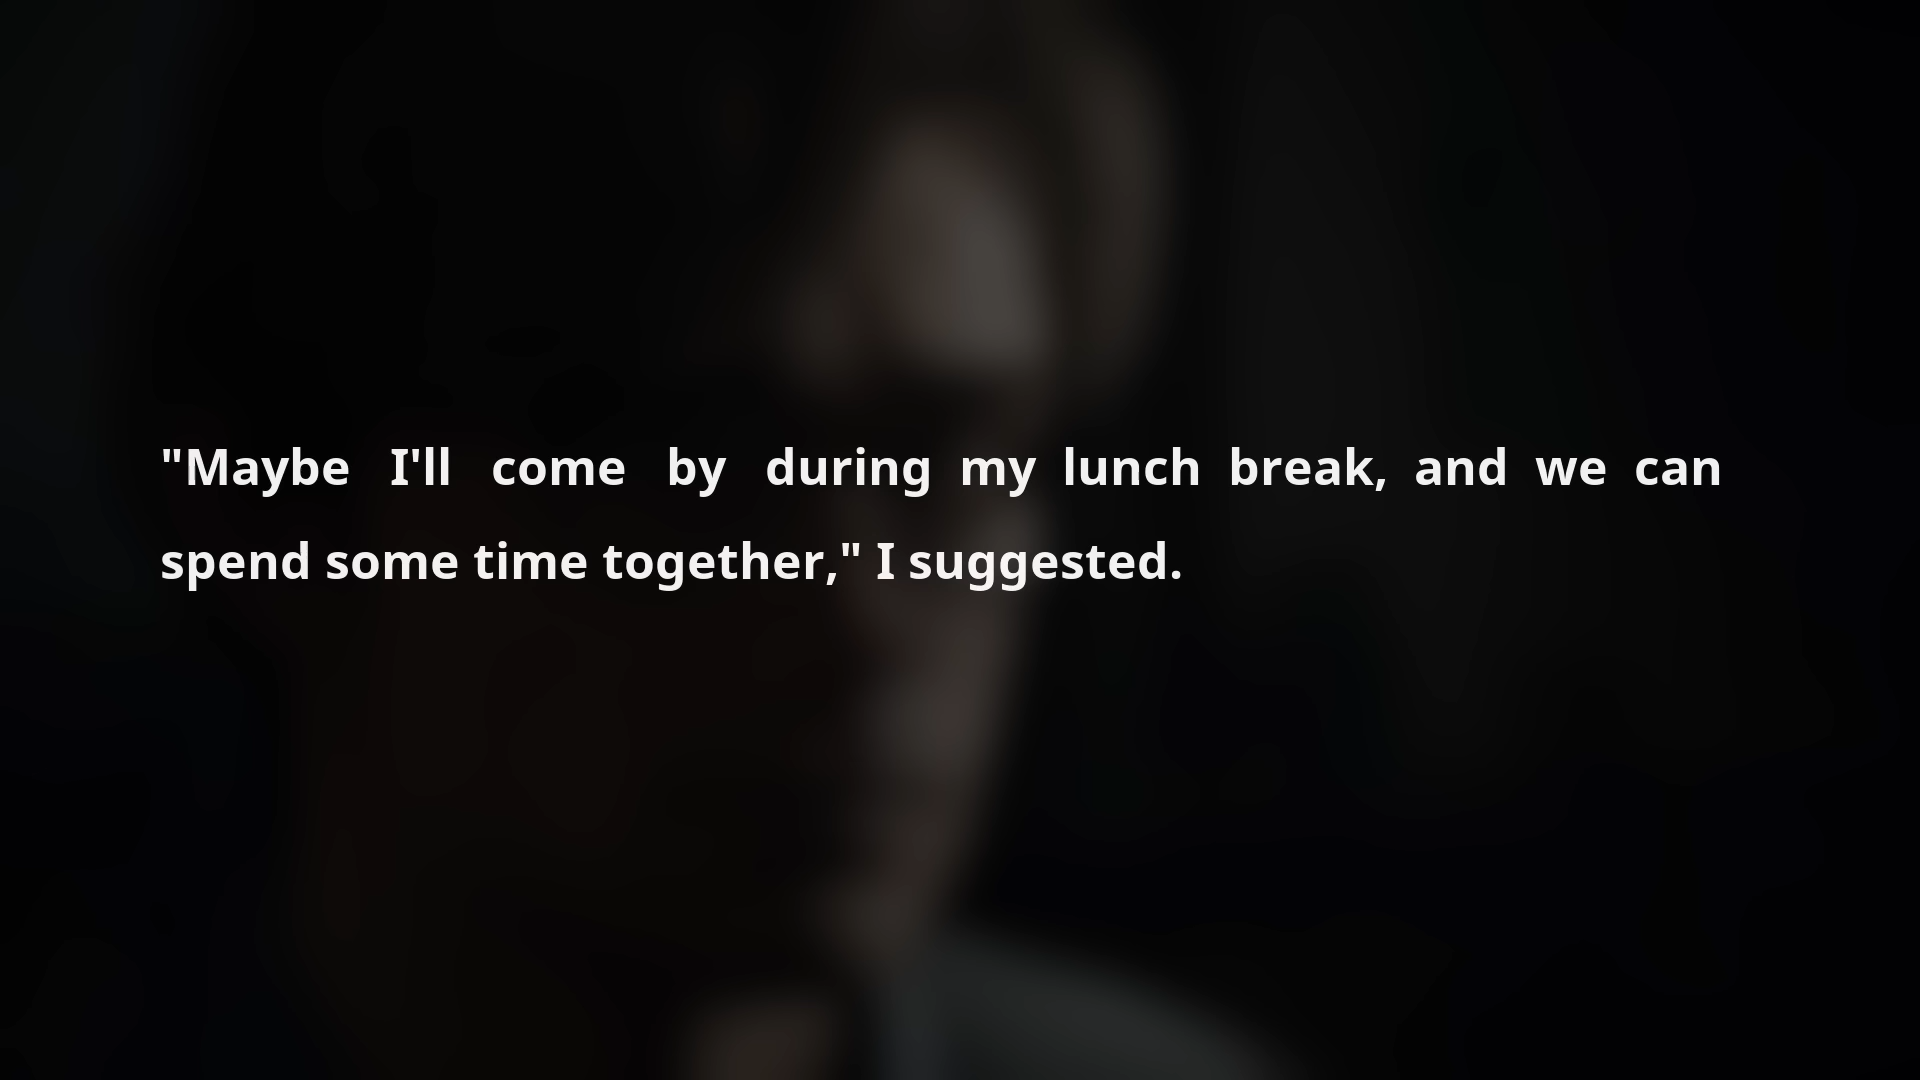 "Maybe I'll come by during my lunch break, and we can
spend some time together," I suggested.